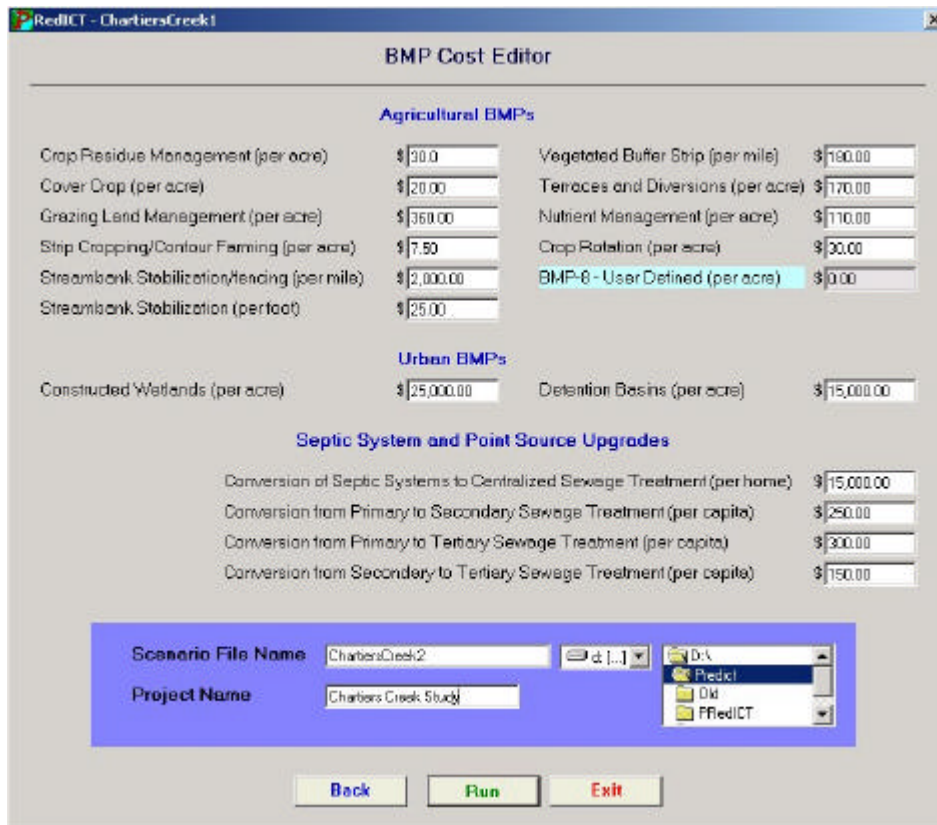 RedICT - ChartiersCreek1
BMP Cost Editor
Agricultural BMPs
Crop Residue Management (per acre) $ 30.0 Vegetated Buffer Strip (per mile) $
Cover Crop (per acre) $ 20.00 Terraces and Diversions (per acre) $ 170.00
Grazing Land Management (per acre) $ 360.00 Nutrient Management (per acre) $ 110.00
Strip Cropping/Contour Farming (per acre) $ 7.50 Crop Rotation (per acre) $ 30.00
Streambank Stabilization/fencing (per mile) $ 2,000.00 BMP-8 - User Defined (per acre) $ 0.00
Streambank Stabilization (per foot) $ 25.00
Urban BMPs
Constructed Wetlands (per acre) $ 25,000.00 Detention Basins (per acre) $ 15,000.00
Septic System and Point Source Upgrades
Conversion of Septic Systems to Centralized Sewage Treatment (per home) $ 15,000.00
Conversion from Primary to Secondary Sewage Treatment (per capita) $ 250.00
Conversion from Primary to Tertiary Sewage Treatment (per capita) $ 300.00
Conversion from Secondary to Tertiary Sewage Treatment (per capita) $ 150.00
Scenario File Name ChartiersCreek2 d: [...] D:\
Predict
Project Name Chartiers Creek Study Old
PRedICT
Back Run Exit